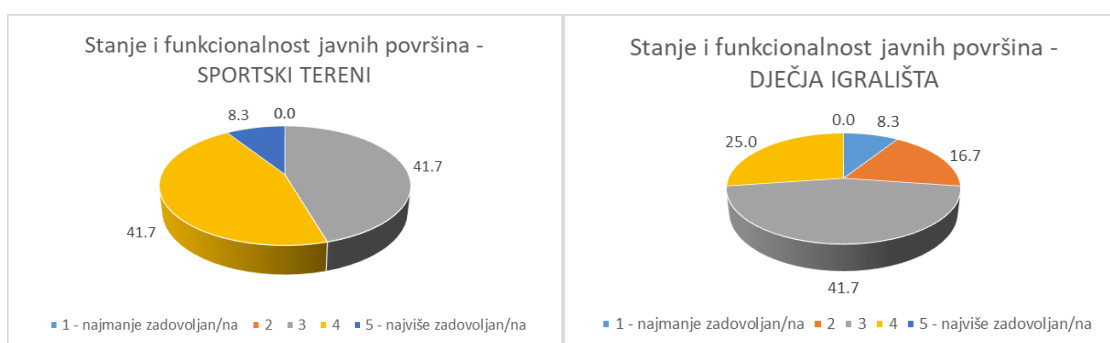 Stanje i funkcionalnost javnih površina -
SPORTSKI TERENI
8.3
0.0
41.7
41.7
1 - najmanje zadovoljan/na 2 3 4 5 - najviše zadovoljan/na
Stanje i funkcionalnost javnih površina -
DJEČJA IGRALIŠTA
0.0
8.3
25.0
16.7
41.7
1 - najmanje zadovoljan/na 2 3 4 5 - najviše zadovoljan/na